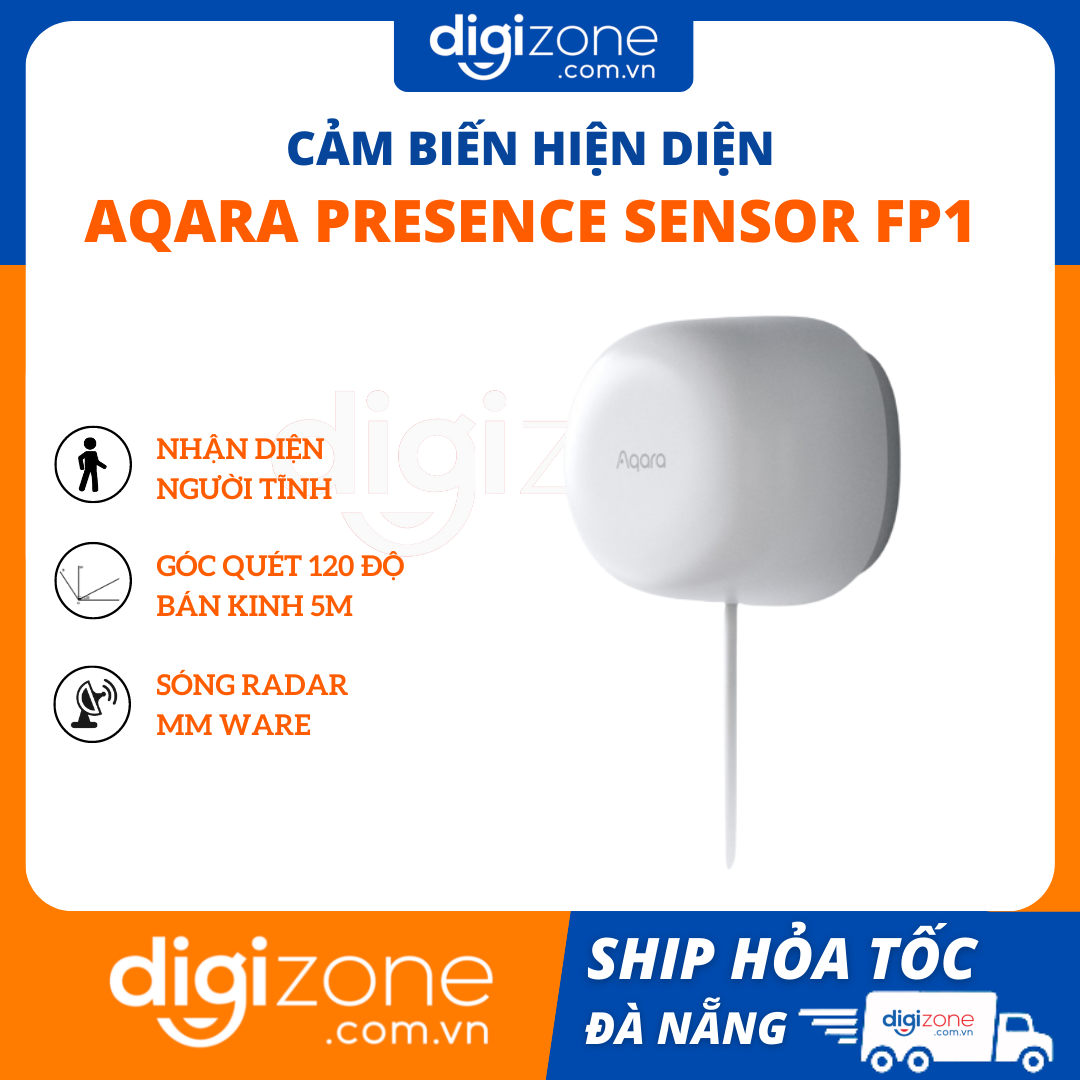 digizone
.com.vn
CẢM BIẾN HIỆN DIỆN
AQARA PRESENCE SENSOR FP1
digizone
Aqara
NHẬN DIỆN
NGƯỜI TĨNH
GÓC QUÉT 120 ĐỘ
BÁN KINH 5M
SÓNG RADAR
MM WARE
digizone
.com.vn
SHIP HỎA TỐC
ĐÀ NẴNG
digizone
.com.vn